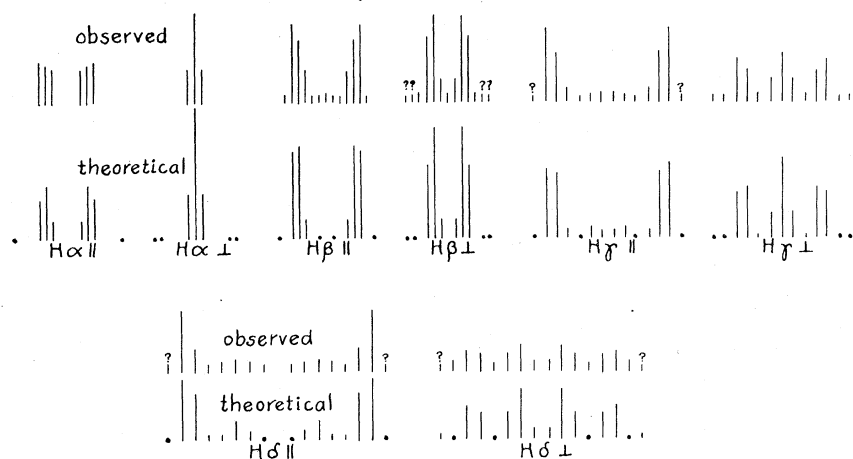 observed
?? ??
? ?
theoretical
Hα ∥ Hα ⊥ Hβ ∥ Hβ ⊥ Hγ ∥ Hγ ⊥
observed
? ? ? ?
theoretical
Hδ ∥ Hδ ⊥